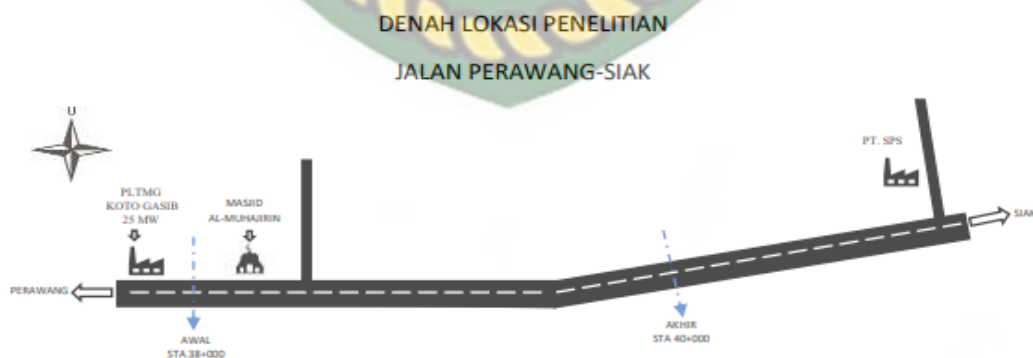 DENAH LOKASI PENELITIAN
JALAN PERAWANG-SIAK
U
PLTMG
KOTO GASIB
25 MW
MASJID
AL-MUHAJIRIN
PT. SPS
SIAK
PERAWANG
AWAL
STA 38+000
AKHIR
STA 40+000